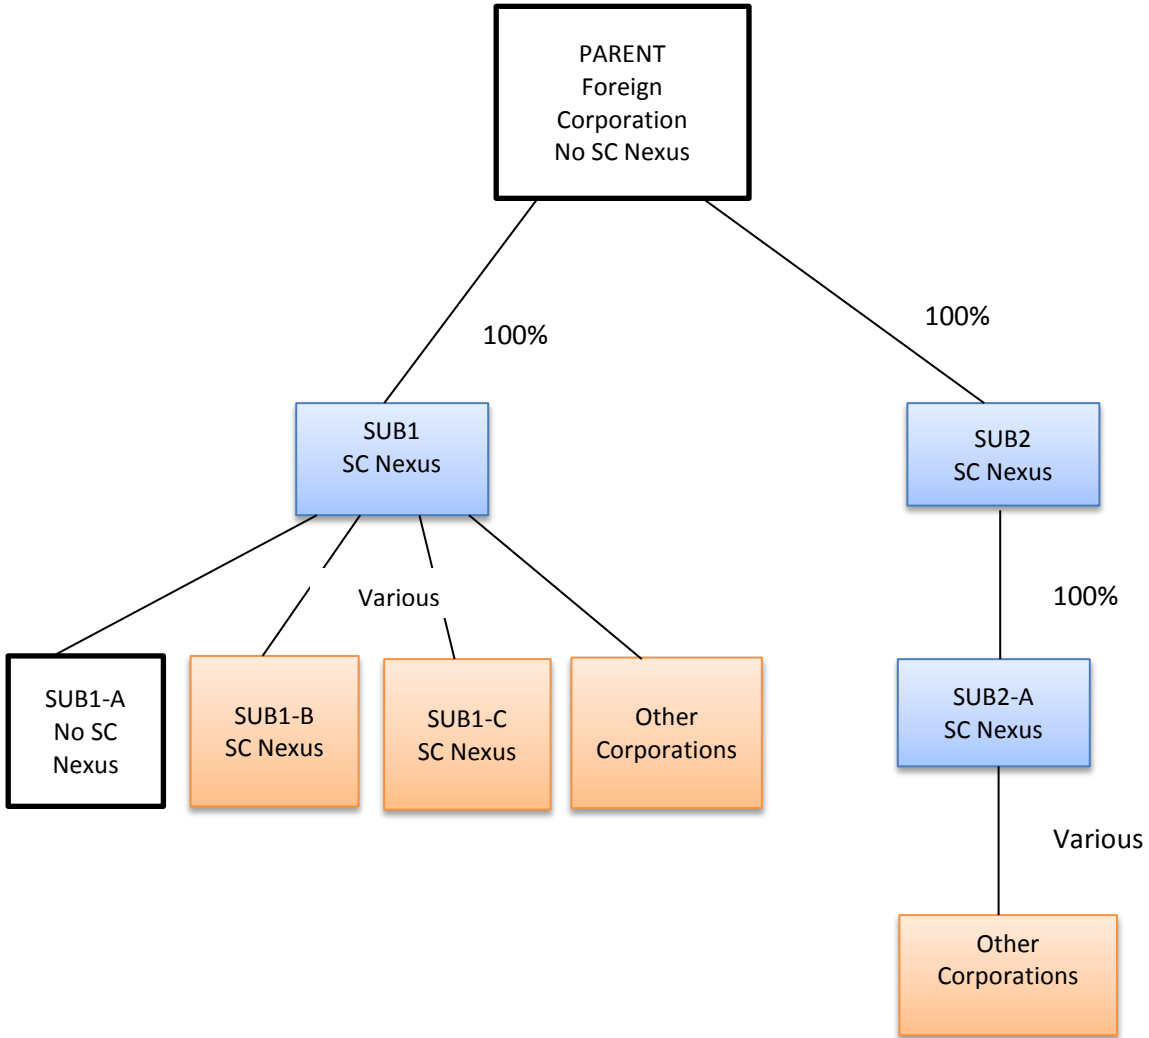 PARENT
Foreign
Corporation
No SC Nexus
100%
100%
SUB1
SC Nexus
SUB2
SC Nexus
Various
100%
SUB1-A
No SC
Nexus
SUB1-B
SC Nexus
SUB1-C
SC Nexus
Other
Corporations
SUB2-A
SC Nexus
Various
Other
Corporations